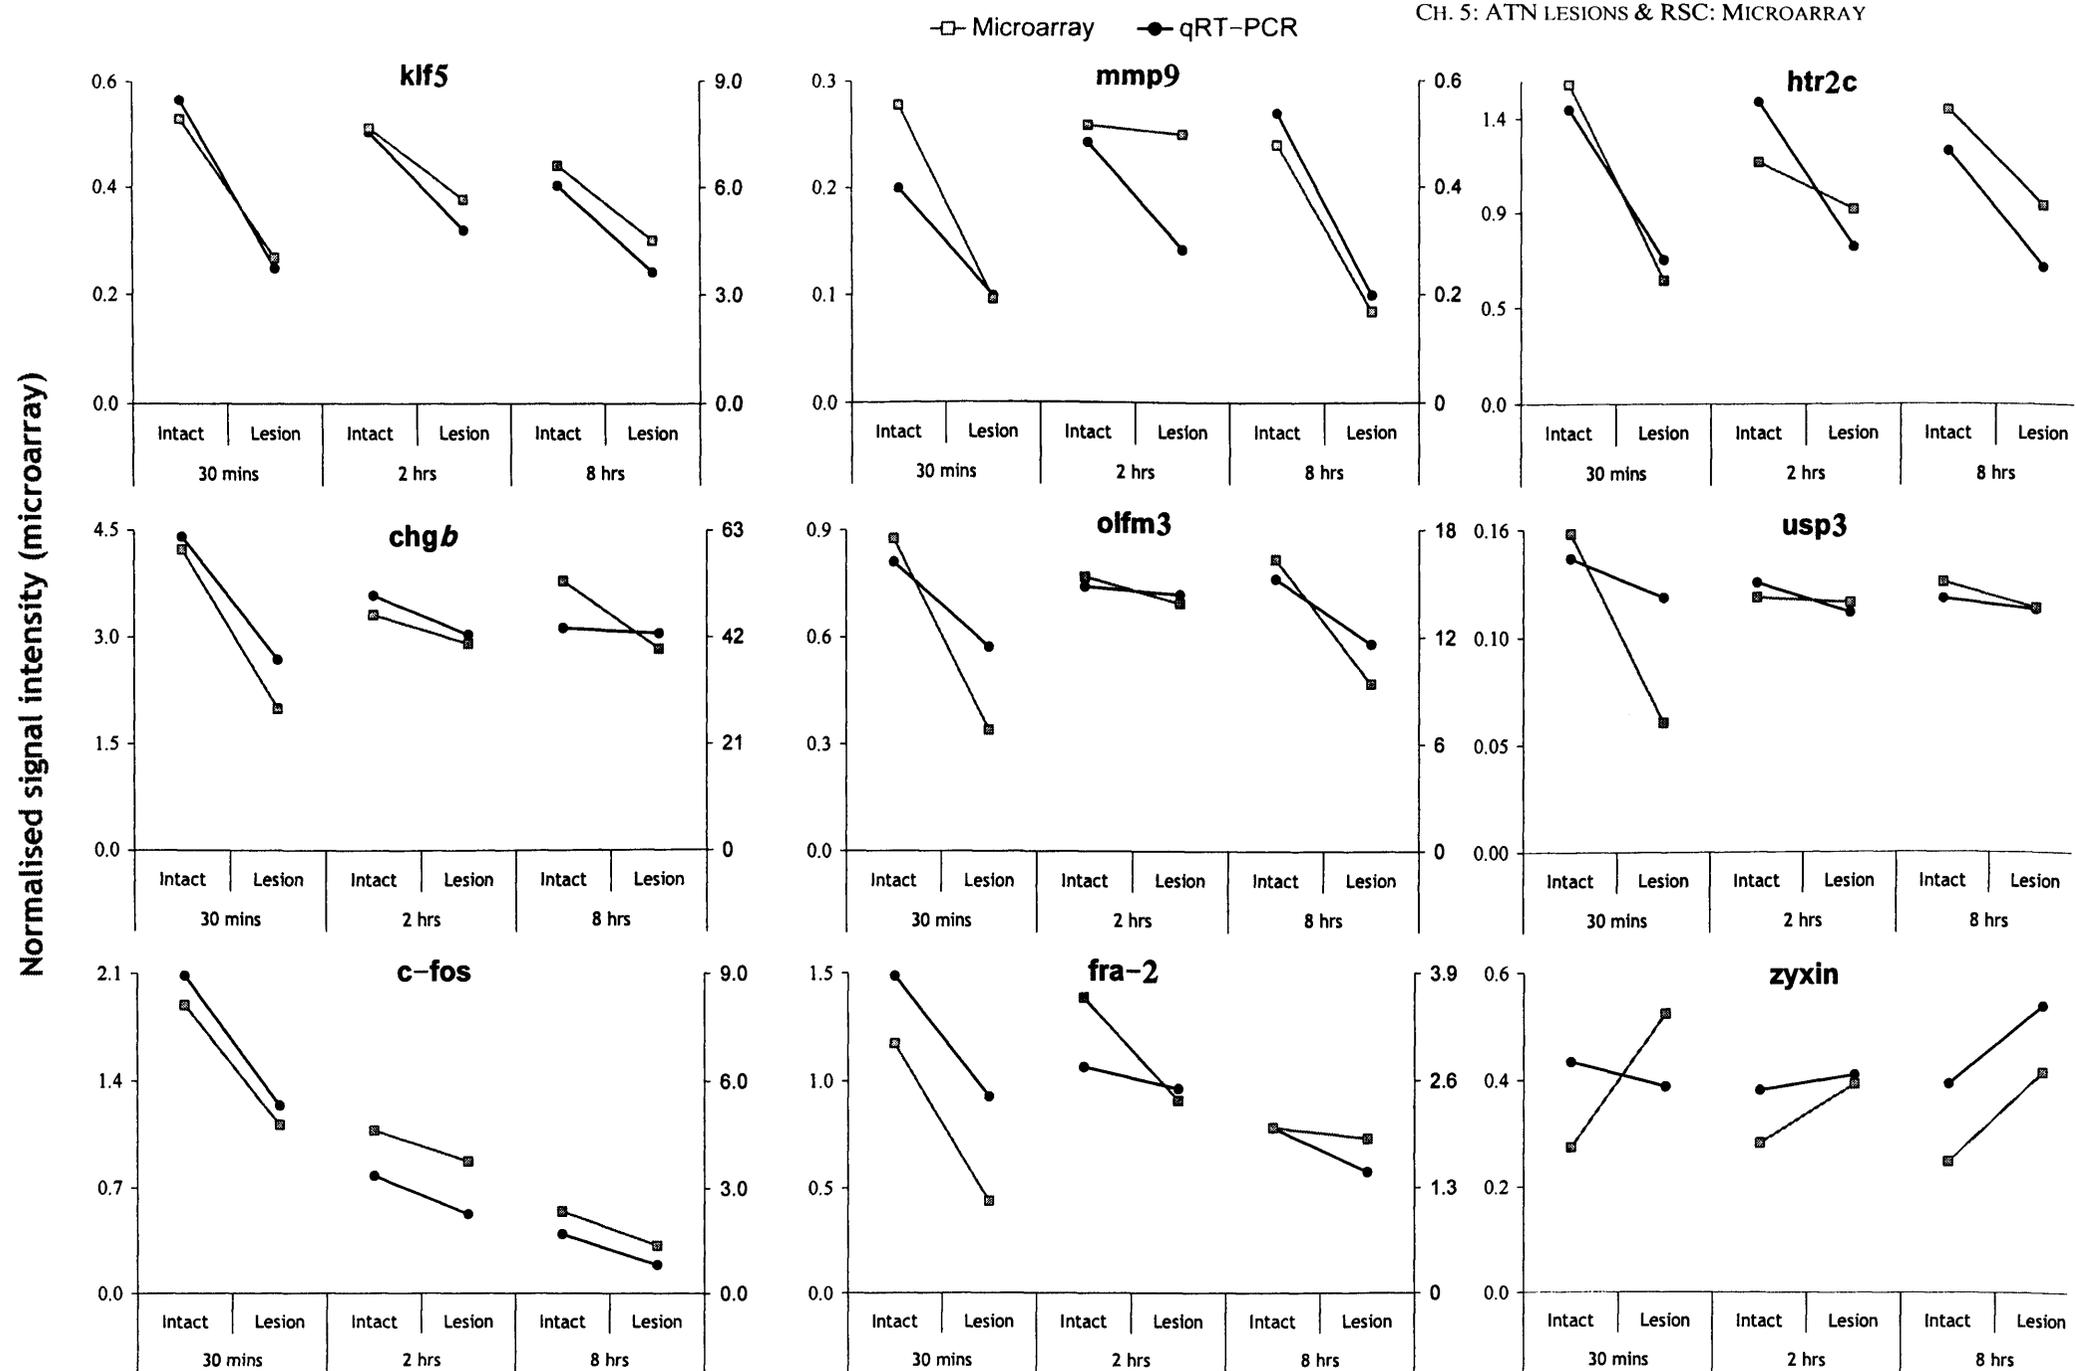 CH. 5: ATN LESIONS & RSC: MICROARRAY
Microarray qRT-PCR
Normalised signal intensity (microarray)
klf5
0.6
0.4
0.2
0.0
9.0
6.0
3.0
0.0
Intact Lesion Intact Lesion Intact Lesion
30 mins 2 hrs 8 hrs
mmp9
0.3
0.2
0.1
0.0
0.6
0.4
0.2
0
Intact Lesion Intact Lesion Intact Lesion
30 mins 2 hrs 8 hrs
htr2c
1.4
0.9
0.5
0.0
Intact Lesion Intact Lesion Intact Lesion
30 mins 2 hrs 8 hrs
chgb
4.5
3.0
1.5
0.0
63
42
21
0
Intact Lesion Intact Lesion Intact Lesion
30 mins 2 hrs 8 hrs
olfm3
0.9
0.6
0.3
0.0
18
12
6
0
Intact Lesion Intact Lesion Intact Lesion
30 mins 2 hrs 8 hrs
usp3
0.16
0.10
0.05
0.00
Intact Lesion Intact Lesion Intact Lesion
30 mins 2 hrs 8 hrs
c-fos
2.1
1.4
0.7
0.0
9.0
6.0
3.0
0.0
Intact Lesion Intact Lesion Intact Lesion
30 mins 2 hrs 8 hrs
fra-2
1.5
1.0
0.5
0.0
3.9
2.6
1.3
0
Intact Lesion Intact Lesion Intact Lesion
30 mins 2 hrs 8 hrs
zyxin
0.6
0.4
0.2
0.0
Intact Lesion Intact Lesion Intact Lesion
30 mins 2 hrs 8 hrs